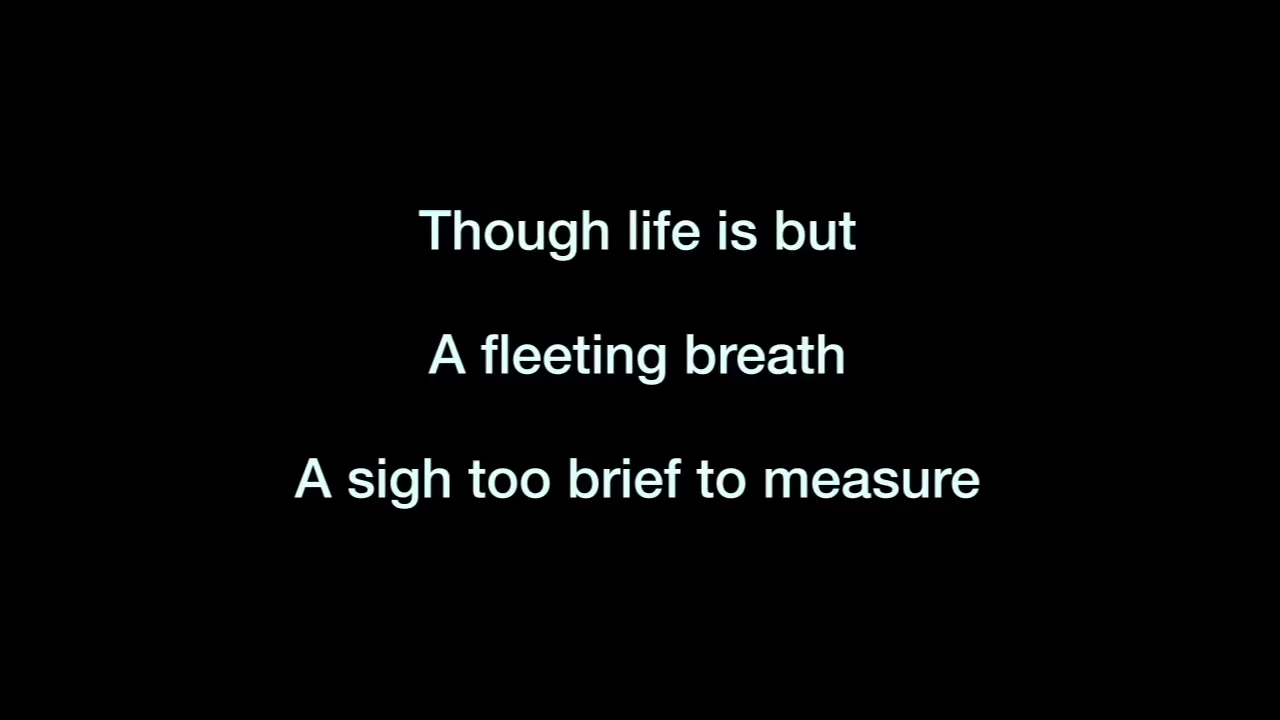 Though life is but
A fleeting breath
A sigh too brief to measure